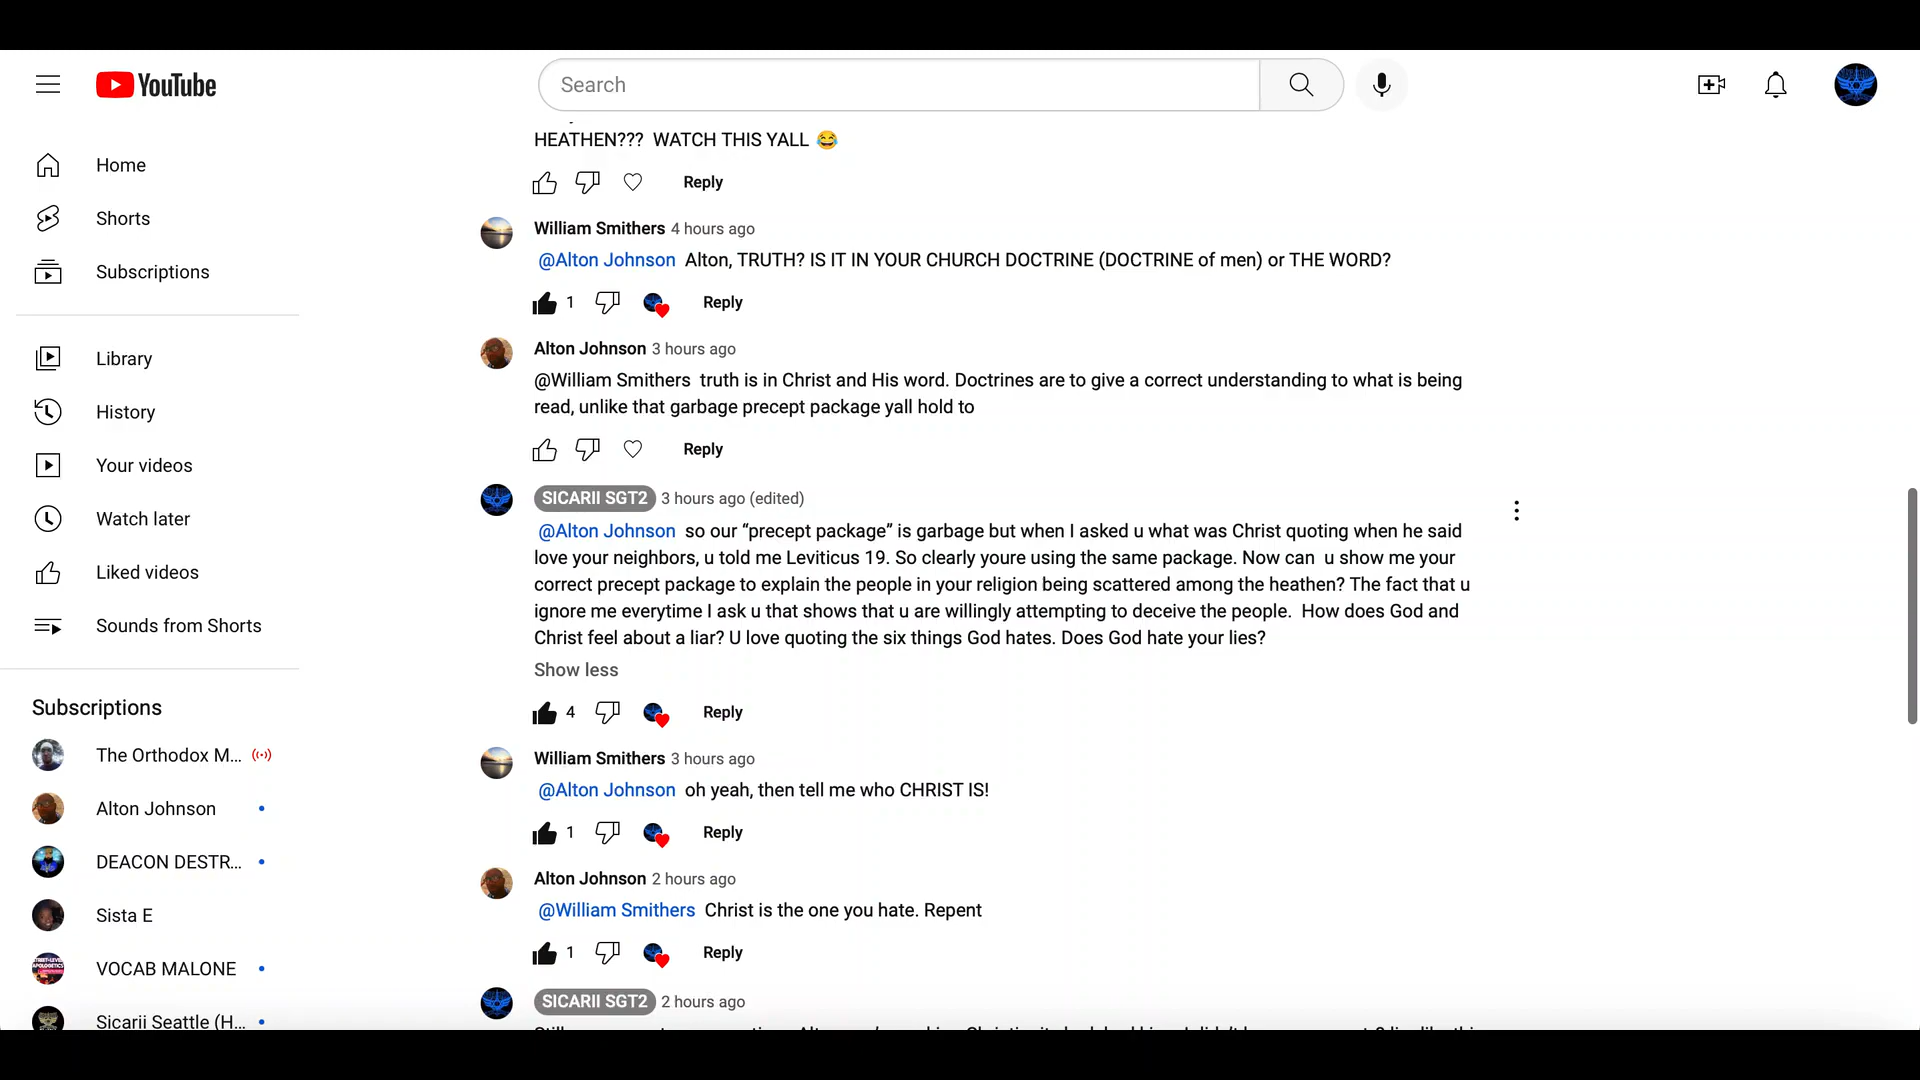 YouTube
Search
Home
Shorts
Subscriptions
Library
History
Your videos
Watch later
Liked videos
Sounds from Shorts
Subscriptions
The Orthodox M...
Alton Johnson
DEACON DESTR...
Sista E
VOCAB MALONE
Sicarii Seattle (H...
HEATHEN??? WATCH THIS YALL 😂
Reply
William Smithers 4 hours ago
@Alton Johnson Alton, TRUTH? IS IT IN YOUR CHURCH DOCTRINE (DOCTRINE of men) or THE WORD?
1 Reply
Alton Johnson 3 hours ago
@William Smithers truth is in Christ and His word. Doctrines are to give a correct understanding to what is being
read, unlike that garbage precept package yall hold to
Reply
SICARII SGT2 3 hours ago (edited)
@Alton Johnson so our “precept package” is garbage but when I asked u what was Christ quoting when he said
love your neighbors, u told me Leviticus 19. So clearly youre using the same package. Now can u show me your
correct precept package to explain the people in your religion being scattered among the heathen? The fact that u
ignore me everytime I ask u that shows that u are willingly attempting to deceive the people. How does God and
Christ feel about a liar? U love quoting the six things God hates. Does God hate your lies?
Show less
4 Reply
William Smithers 3 hours ago
@Alton Johnson oh yeah, then tell me who CHRIST IS!
1 Reply
Alton Johnson 2 hours ago
@William Smithers Christ is the one you hate. Repent
1 Reply
SICARII SGT2 2 hours ago